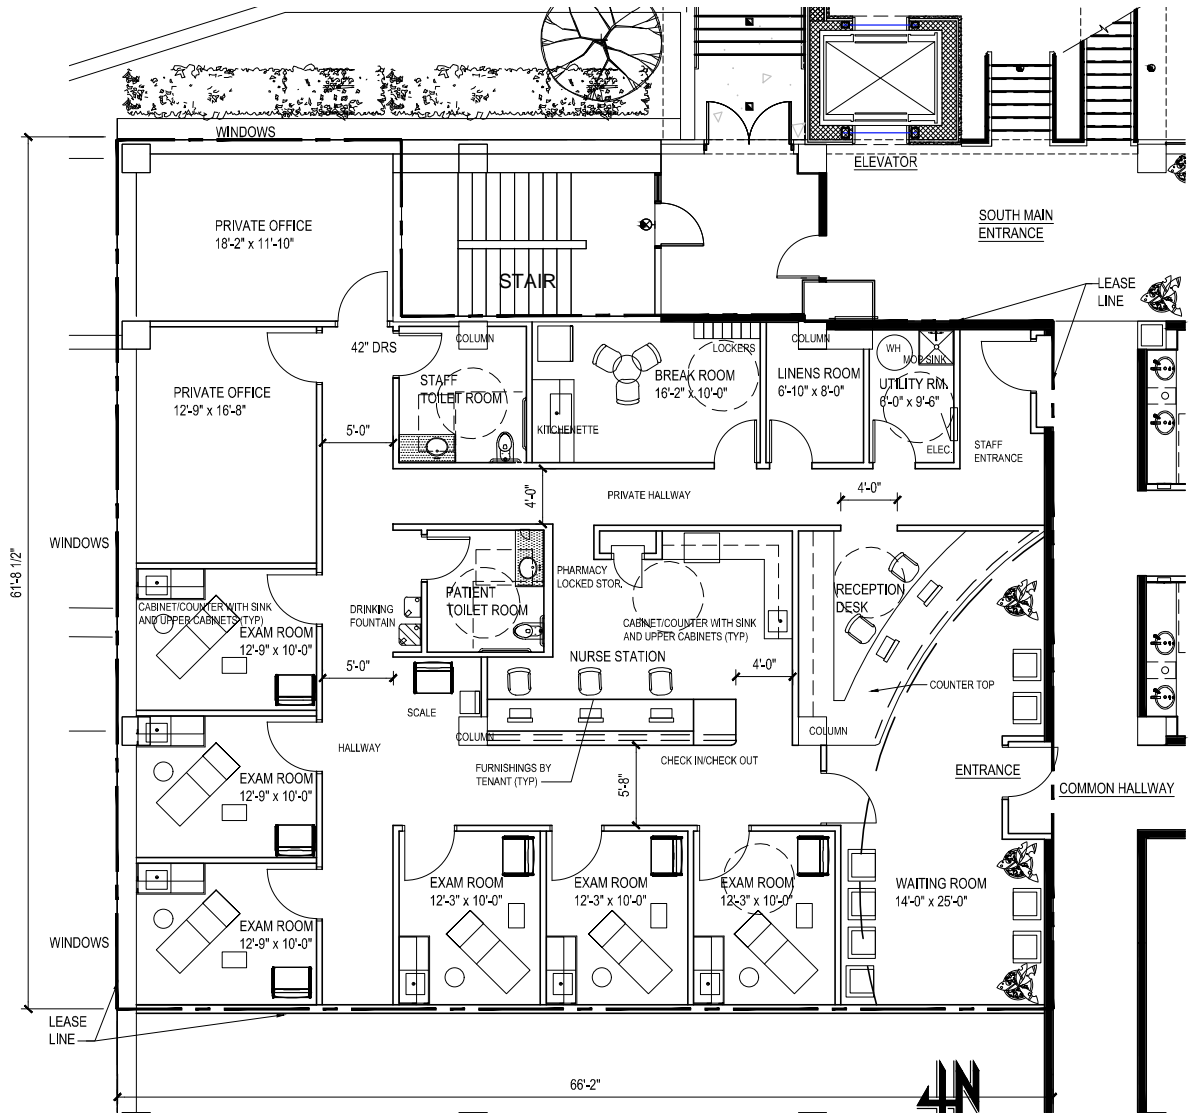 WINDOWS
ELEVATOR
PRIVATE OFFICE
18'-2" x 11'-10"
SOUTH MAIN
ENTRANCE
STAIR
LEASE
LINE
42" DRS
COLUMN
LOCKERS
COLUMN
WH
MOP SINK
STAFF
TOILET ROOM
BREAK ROOM
16'-2" x 10'-0"
LINENS ROOM
6'-10" x 8'-0"
UTILITY RM.
6'-0" x 9'-6"
PRIVATE OFFICE
12'-9" x 16'-8"
5'-0"
KITCHENETTE
ELEC.
STAFF
ENTRANCE
4'-0"
PRIVATE HALLWAY
4'-0"
WINDOWS
61'-8 1/2"
PHARMACY
LOCKED STOR.
PATIENT
TOILET ROOM
RECEPTION
DESK
CABINET/COUNTER WITH SINK
AND UPPER CABINETS (TYP)
DRINKING
FOUNTAIN
CABINET/COUNTER WITH SINK
AND UPPER CABINETS (TYP)
EXAM ROOM
12'-9" x 10'-0"
NURSE STATION
5'-0"
4'-0"
COUNTER TOP
SCALE
COLUMN
COLUMN
HALLWAY
FURNISHINGS BY
TENANT (TYP)
CHECK IN/CHECK OUT
5'-8"
ENTRANCE
COMMON HALLWAY
EXAM ROOM
12'-9" x 10'-0"
EXAM ROOM
12'-3" x 10'-0"
EXAM ROOM
12'-3" x 10'-0"
EXAM ROOM
12'-3" x 10'-0"
WAITING ROOM
14'-0" x 25'-0"
EXAM ROOM
12'-9" x 10'-0"
WINDOWS
LEASE
LINE
66'-2"
N